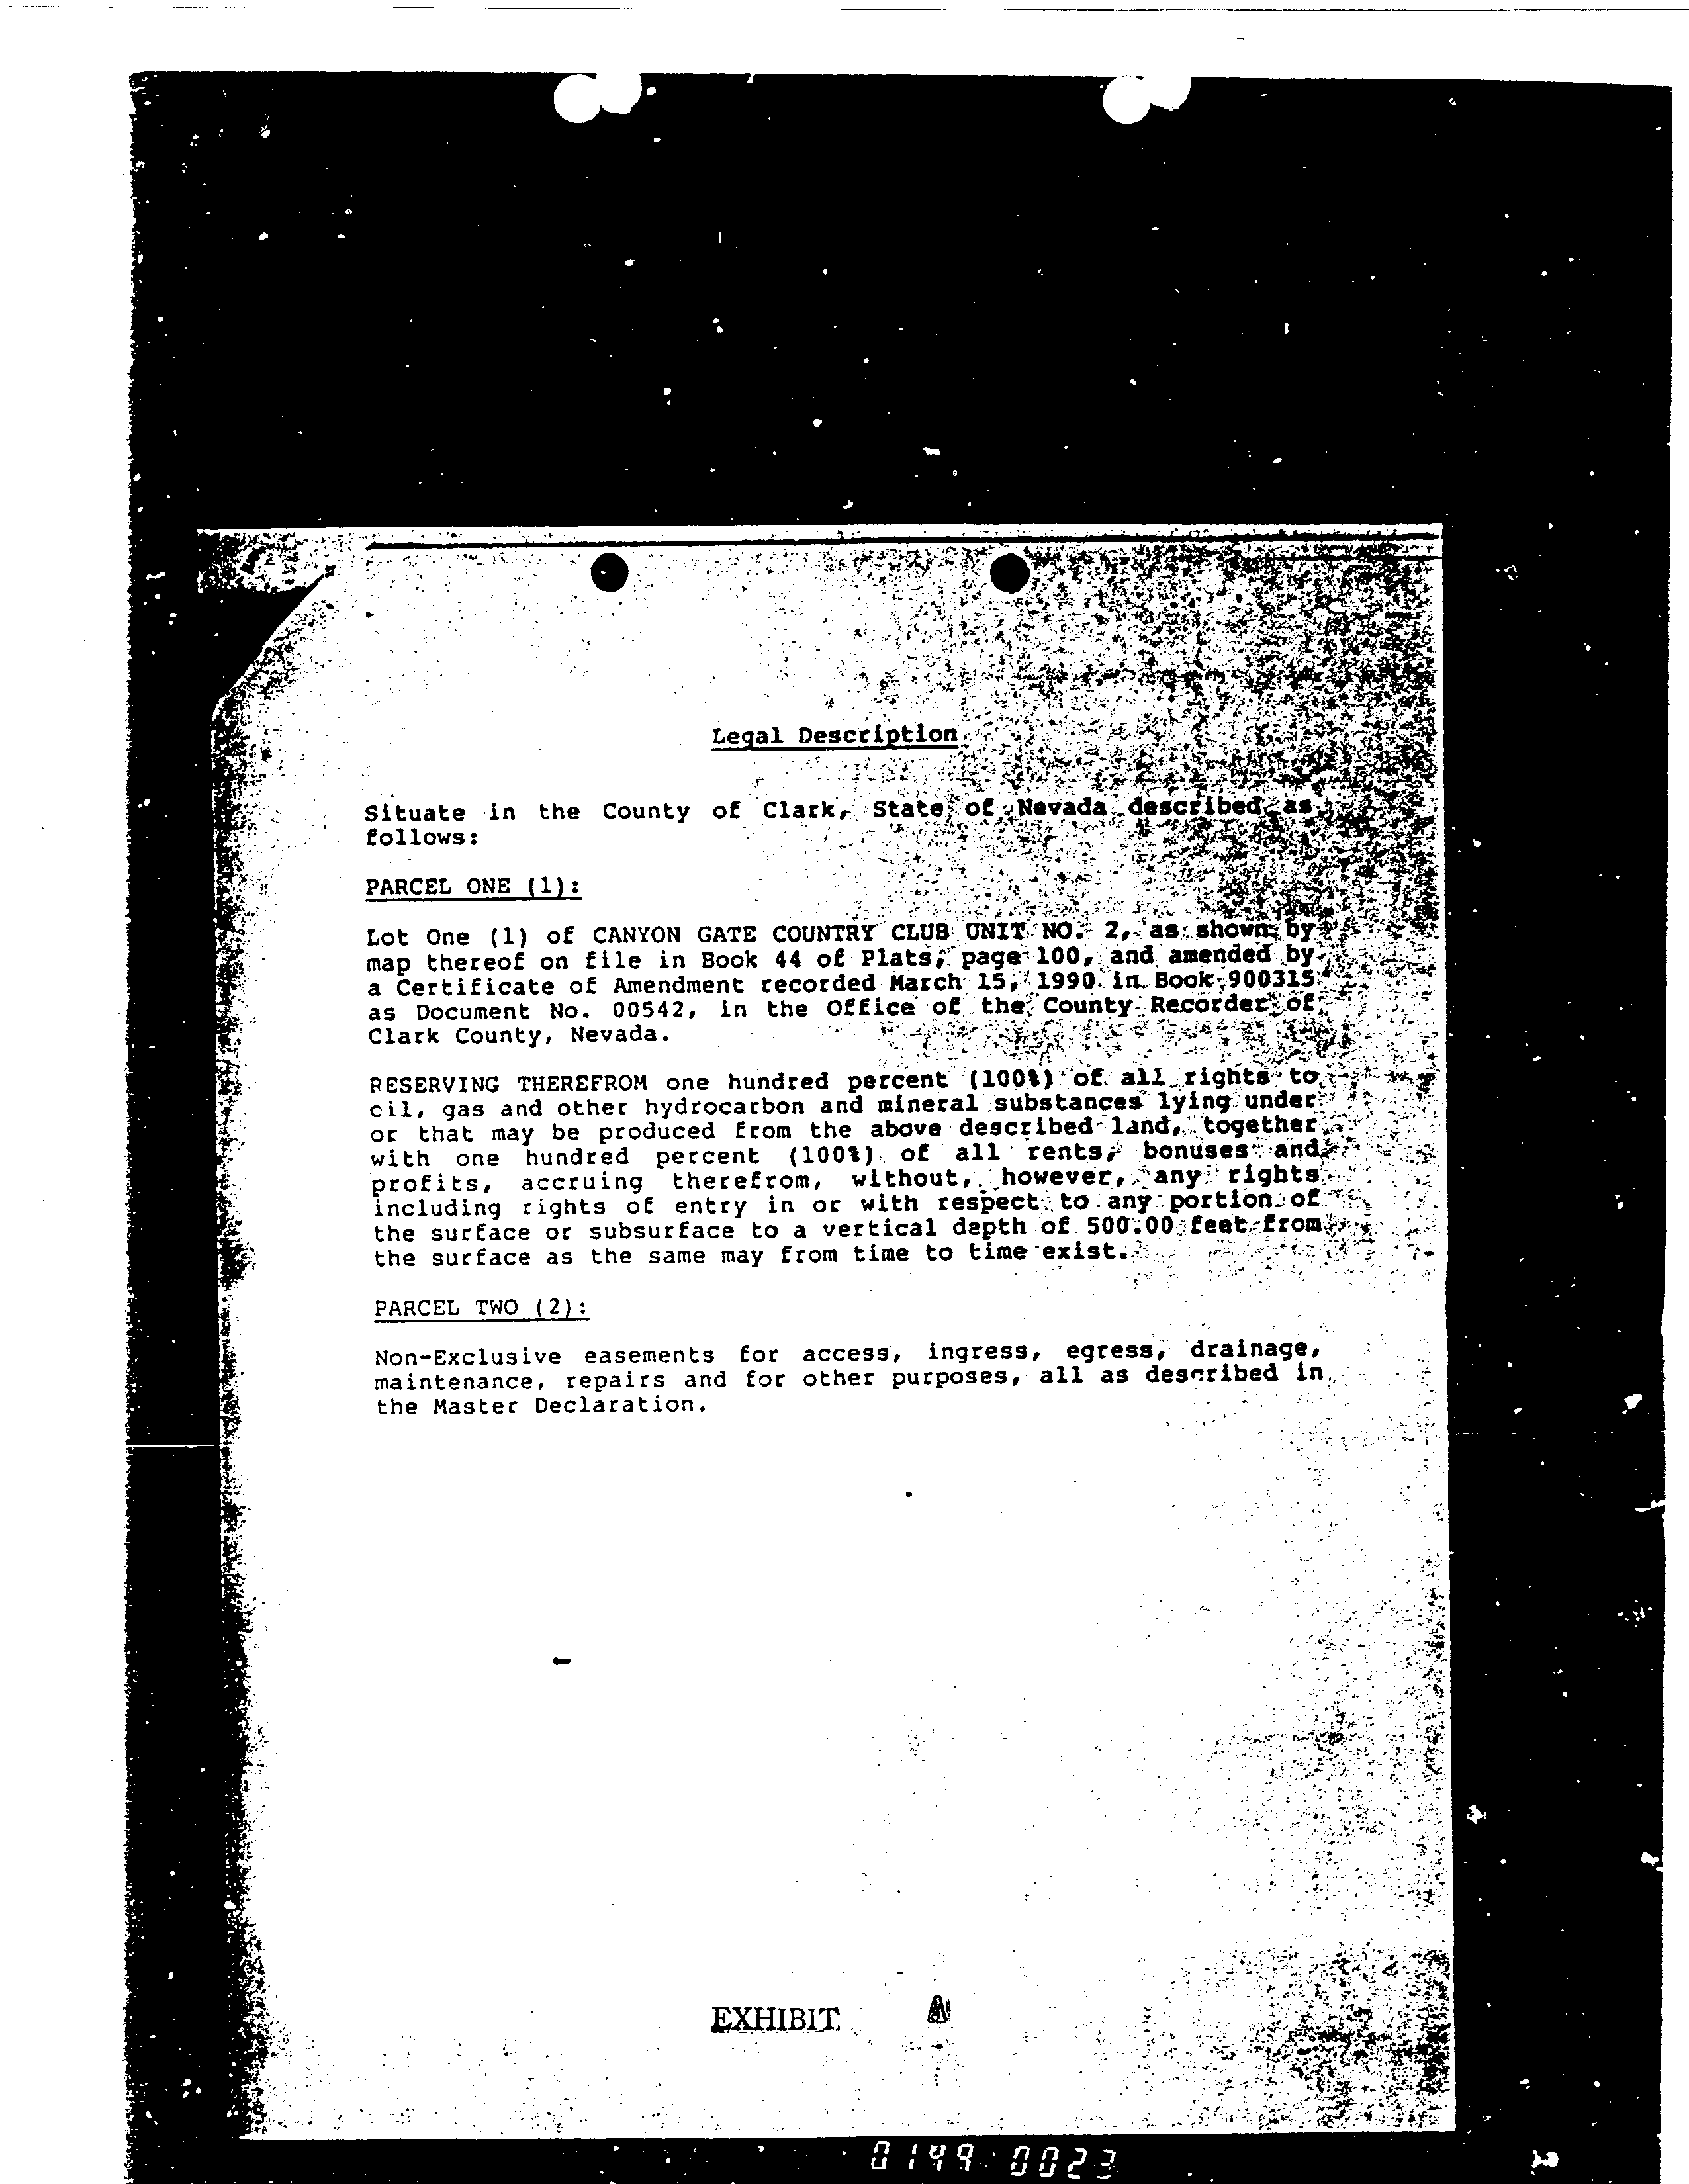 Legal Description
Situate in the County of Clark, State of Nevada described as
follows:
PARCEL ONE (1):
Lot One (1) of CANYON GATE COUNTRY CLUB UNIT NO. 2, as shown by
map thereof on file in Book 44 of Plats, page 100, and amended by
a Certificate of Amendment recorded March 15, 1990 in Book 900315
as Document No. 00542, in the Office of the County Recorder of
Clark County, Nevada.
RESERVING THEREFROM one hundred percent (100%) of all rights to
oil, gas and other hydrocarbon and mineral substances lying under
or that may be produced from the above described land, together
with one hundred percent (100%) of all rents, bonuses and
profits, accruing therefrom, without, however, any rights
including rights of entry in or with respect to any portion of
the surface or subsurface to a vertical depth of 500.00 feet from
the surface as the same may from time to time exist.
PARCEL TWO (2):
Non-Exclusive easements for access, ingress, egress, drainage,
maintenance, repairs and for other purposes, all as described in
the Master Declaration.
EXHIBIT A
0149 0023